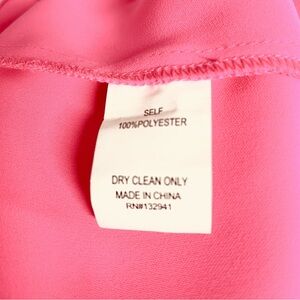 SELF
100%POLYESTER
DRY CLEAN ONLY
MADE IN CHINA
RN#132941